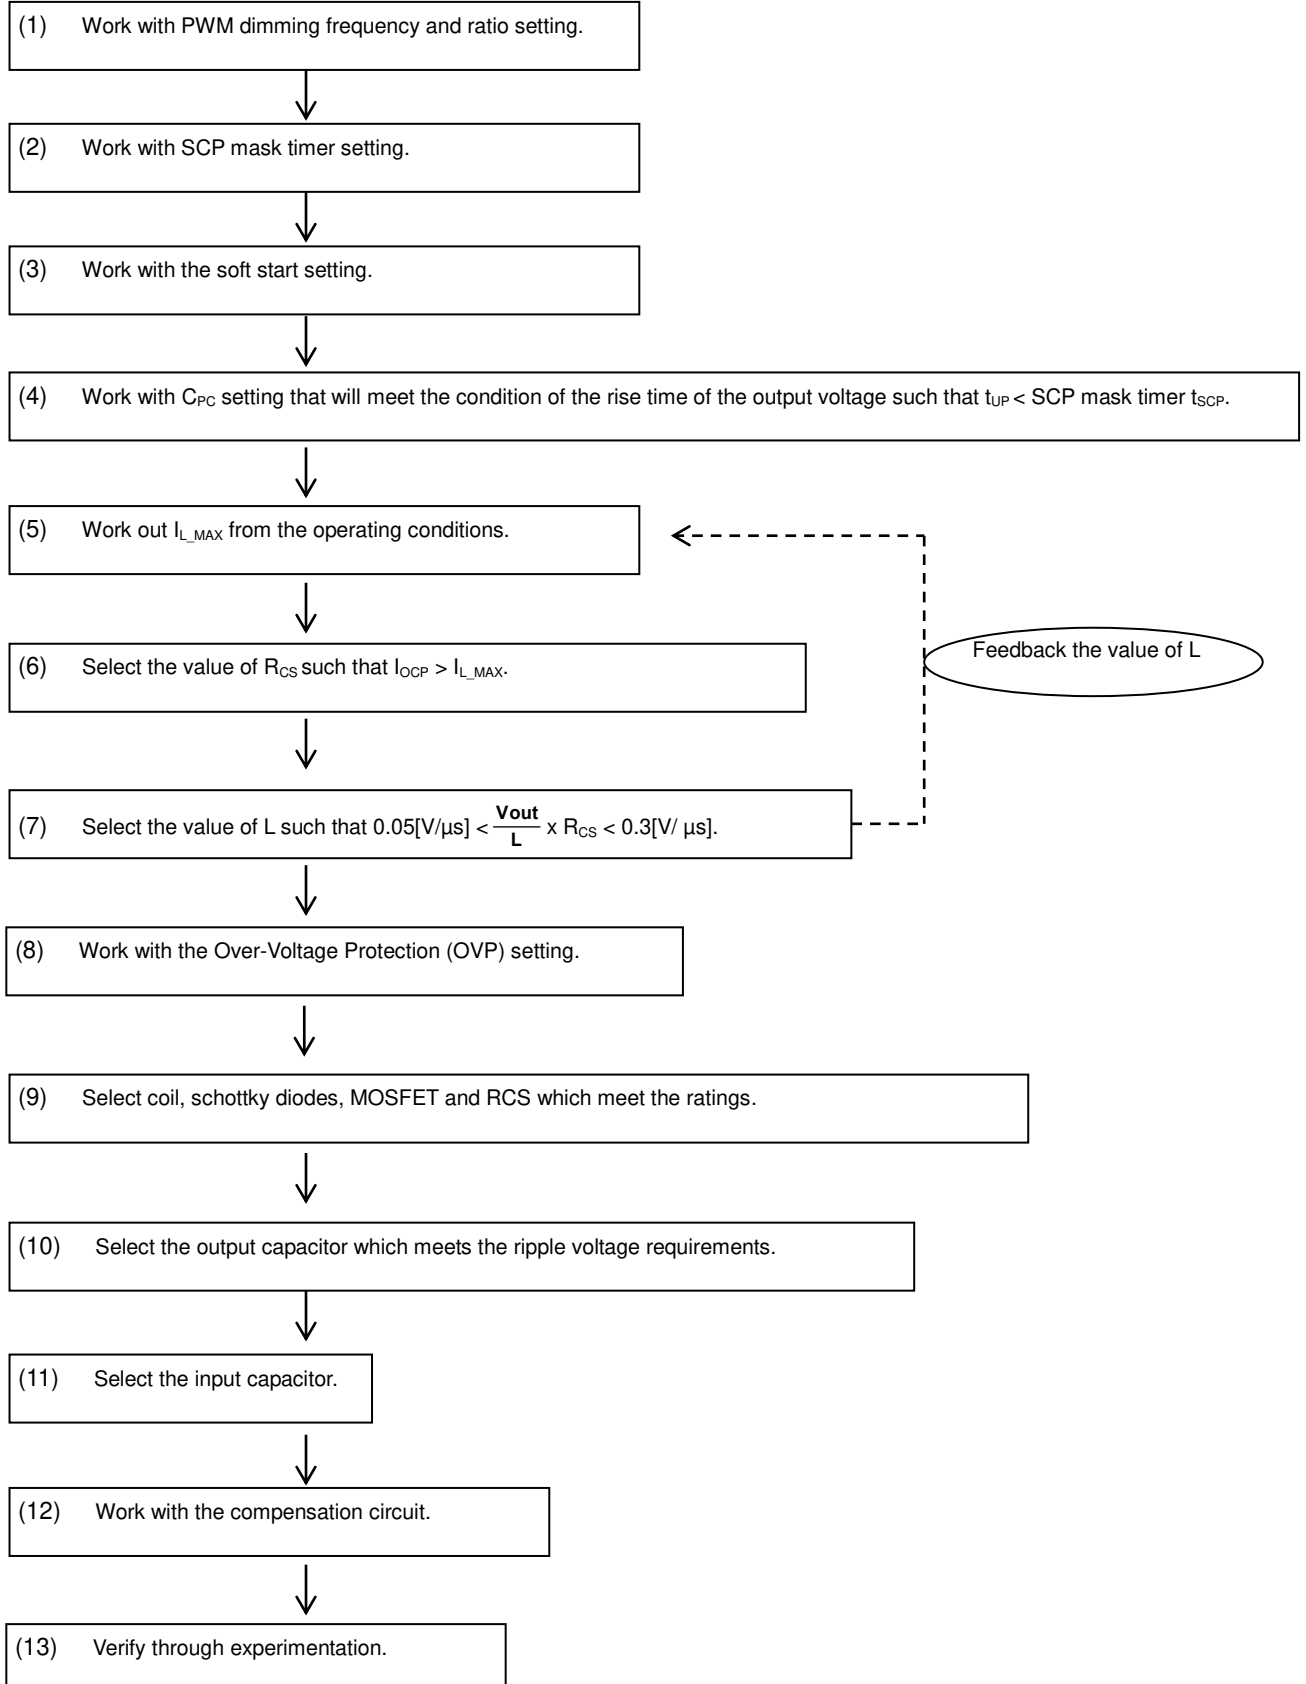 (1) Work with PWM dimming frequency and ratio setting.
(2) Work with SCP mask timer setting.
(3) Work with the soft start setting.
(4) Work with CPC setting that will meet the condition of the rise time of the output voltage such that tUP < SCP mask timer tSCP.
(5) Work out IL_MAX from the operating conditions.
(6) Select the value of RCS such that IOCP > IL_MAX.
Feedback the value of L
(7) Select the value of L such that 0.05[V/µs] < Vout/L x RCS < 0.3[V/ µs].
(8) Work with the Over-Voltage Protection (OVP) setting.
(9) Select coil, schottky diodes, MOSFET and RCS which meet the ratings.
(10) Select the output capacitor which meets the ripple voltage requirements.
(11) Select the input capacitor.
(12) Work with the compensation circuit.
(13) Verify through experimentation.